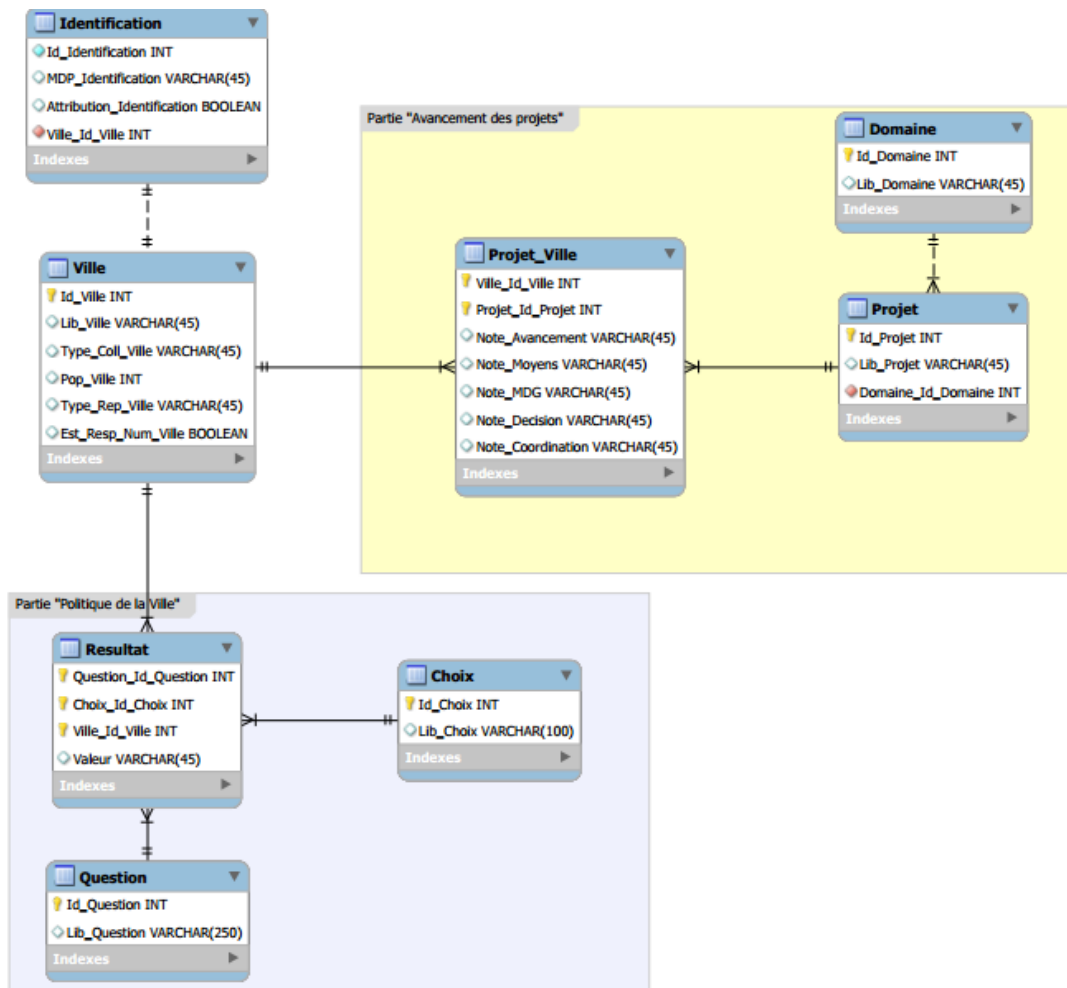 Identification
Id_Identification INT
MDP_Identification VARCHAR(45)
Attribution_Identification BOOLEAN
Ville_Id_Ville INT
Indexes
Partie "Avancement des projets"
Domaine
Id_Domaine INT
Lib_Domaine VARCHAR(45)
Indexes
Ville
Id_Ville INT
Lib_Ville VARCHAR(45)
Type_Coll_Ville VARCHAR(45)
Pop_Ville INT
Type_Rep_Ville VARCHAR(45)
Est_Resp_Num_Ville BOOLEAN
Indexes
Projet_Ville
Ville_Id_Ville INT
Projet_Id_Projet INT
Note_Avancement VARCHAR(45)
Note_Moyens VARCHAR(45)
Note_MDG VARCHAR(45)
Note_Decision VARCHAR(45)
Note_Coordination VARCHAR(45)
Indexes
Projet
Id_Projet INT
Lib_Projet VARCHAR(45)
Domaine_Id_Domaine INT
Indexes
Partie "Politique de la Ville"
Resultat
Question_Id_Question INT
Choix_Id_Choix INT
Ville_Id_Ville INT
Valeur VARCHAR(45)
Indexes
Choix
Id_Choix INT
Lib_Choix VARCHAR(100)
Indexes
Question
Id_Question INT
Lib_Question VARCHAR(250)
Indexes